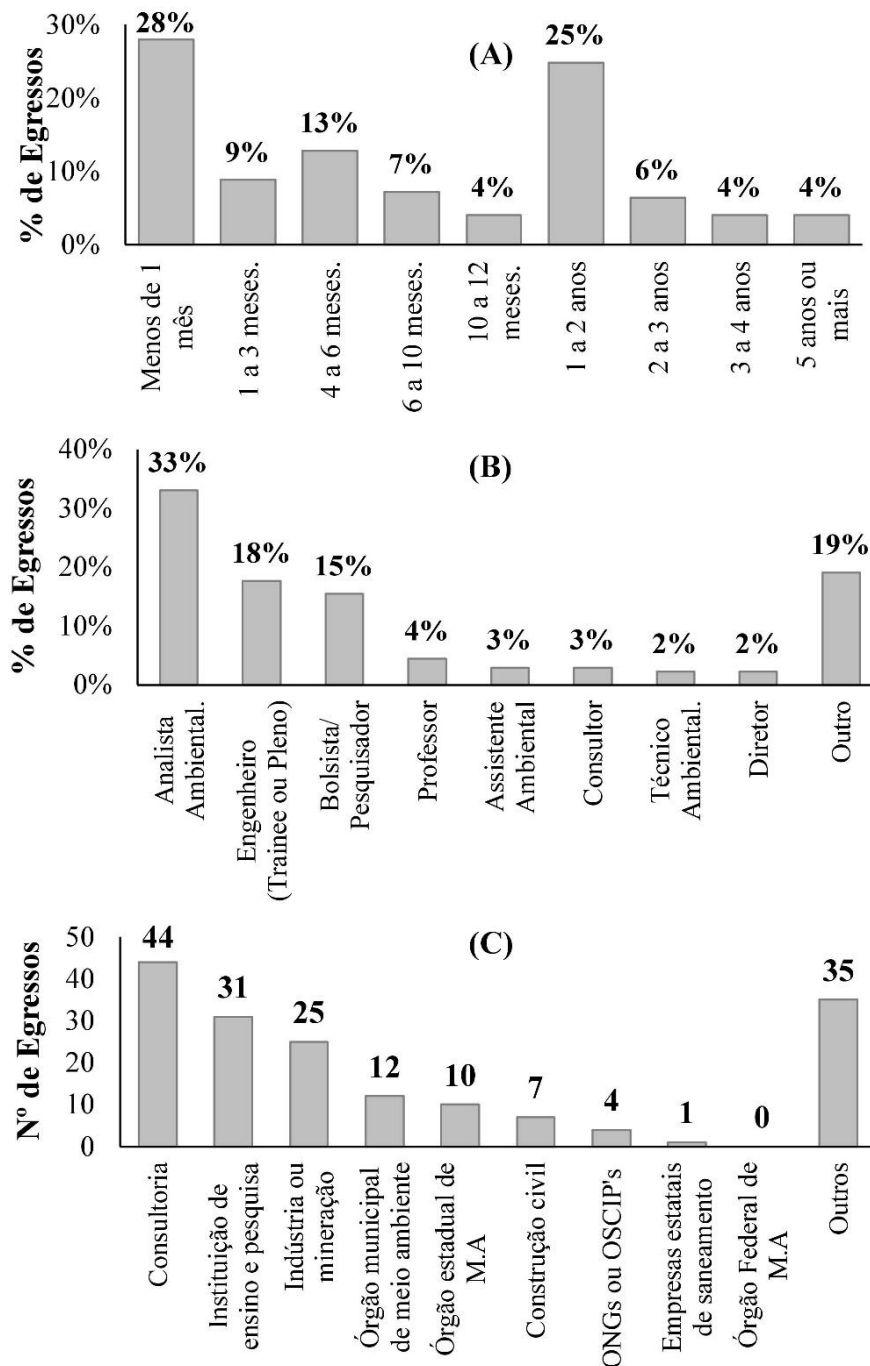 % de Egressos
(A)
30%
20%
10%
0%
28%
9%
13%
7%
4%
25%
6%
4%
4%
Menos de 1
mês
1 a 3 meses.
4 a 6 meses.
6 a 10 meses.
10 a 12
meses.
1 a 2 anos
2 a 3 anos
3 a 4 anos
5 anos ou
mais
% de Egressos
(B)
40%
30%
20%
10%
0%
33%
18%
15%
4%
3%
3%
2%
2%
19%
Analista
Ambiental.
Engenheiro
(Trainee ou Pleno)
Bolsista/
Pesquisador
Professor
Assistente
Ambiental
Consultor
Técnico
Ambiental.
Diretor
Outro
Nº de Egressos
(C)
50
40
30
20
10
0
44
31
25
12
10
7
4
1
0
35
Consultoria
Instituição de
ensino e pesquisa
Indústria ou
mineração
Órgão municipal
de meio ambiente
Órgão estadual de
M.A
Construção civil
ONGs ou OSCIP's
Empresas estatais
de saneamento
Órgão Federal de
M.A
Outros